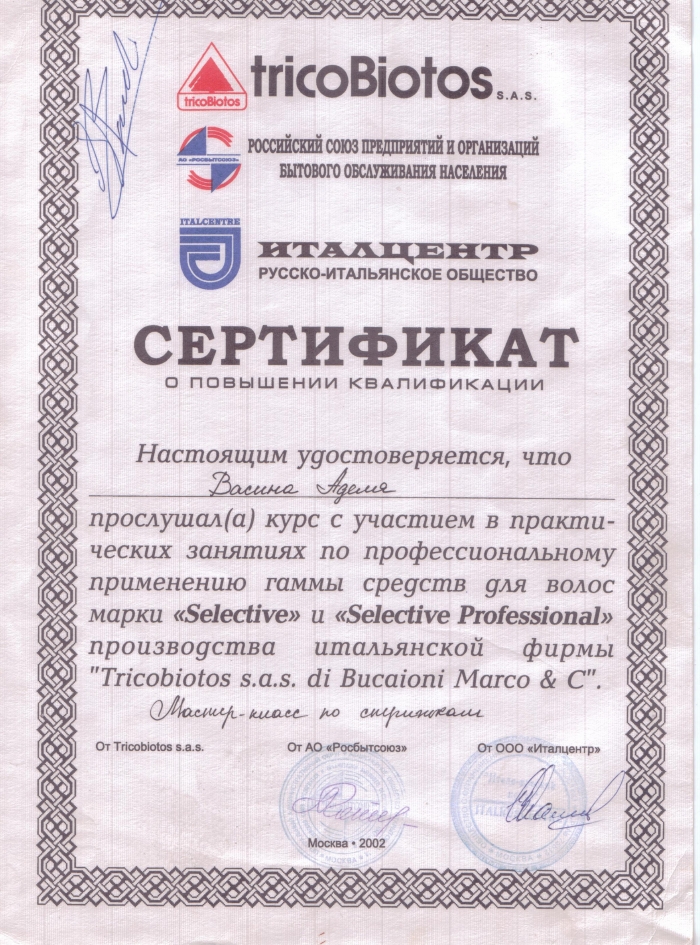 tricoBiotos S.A.S.
tricoBiotos
РОССИЙСКИЙ СОЮЗ ПРЕДПРИЯТИЙ И ОРГАНИЗАЦИЙ
АО «РОСБЫТСОЮЗ»
БЫТОВОГО ОБСЛУЖИВАНИЯ НАСЕЛЕНИЯ
ITALCENTRE
ИТАЛЦЕНТР
РУССКО-ИТАЛЬЯНСКОЕ ОБЩЕСТВО
СЕРТИФИКАТ
О ПОВЫШЕНИИ КВАЛИФИКАЦИИ
Настоящим удостоверяется, что
Васина Аделя
прослушал(а) курс с участием в практи-
ческих занятиях по профессиональному
применению гаммы средств для волос
марки «Selective» и «Selective Professional»
производства итальянской фирмы
"Tricobiotos s.a.s. di Bucaioni Marco & C".
Мастер-класс по стрижкам
От Tricobiotos s.a.s. От АО «Росбытсоюз» От ООО «Италцентр»
Москва • 2002